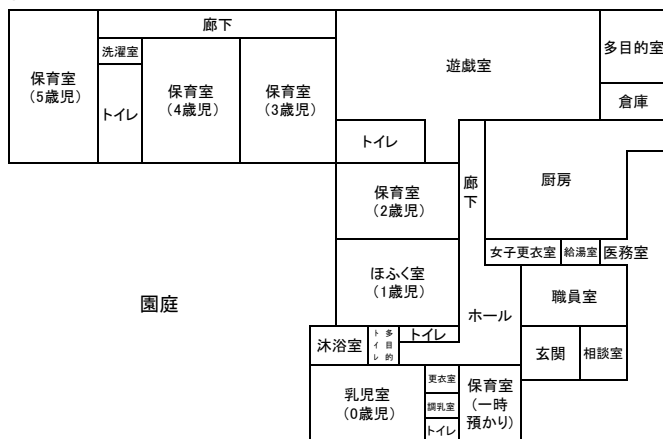 廊下
多目的室
洗濯室
遊戯室
保育室
(5歳児)
保育室
(4歳児)
保育室
(3歳児)
倉庫
トイレ
トイレ
廊下
厨房
保育室
(2歳児)
女子更衣室
給湯室
医務室
ほふく室
(1歳児)
園庭
職員室
ホール
トイレ
多目的
トイレ
沐浴室
玄関
相談室
乳児室
(0歳児)
更衣室
調乳室
トイレ
保育室
(一時
預かり)